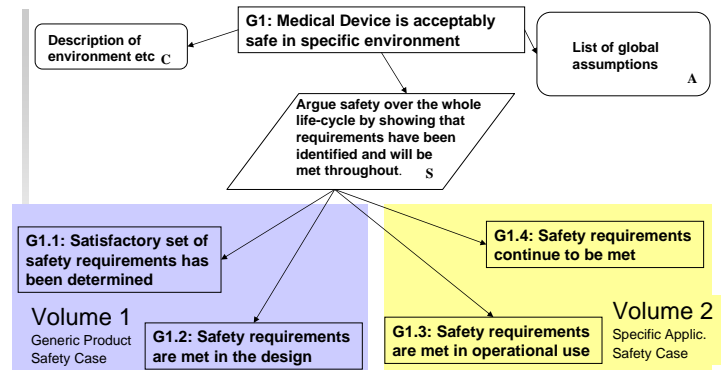 G1: Medical Device is acceptably
safe in specific environment
Description of
environment etc C
List of global
assumptions
A
Argue safety over the whole
life-cycle by showing that
requirements have been
identified and will be
met throughout. S
G1.1: Satisfactory set of
safety requirements has
been determined
G1.4: Safety requirements
continue to be met
Volume 1
Generic Product
Safety Case
G1.2: Safety requirements
are met in the design
G1.3: Safety requirements
are met in operational use
Volume 2
Specific Applic.
Safety Case